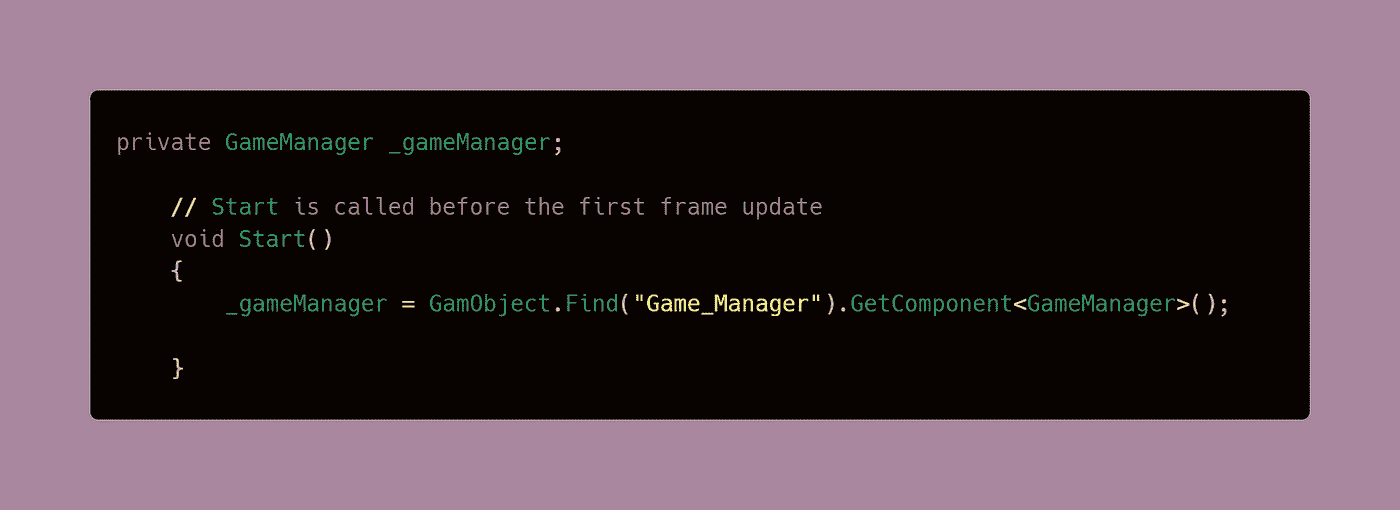 private GameManager _gameManager;
// Start is called before the first frame update
void Start()
{
_gameManager = GamObject.Find("Game_Manager").GetComponent<GameManager>();
}